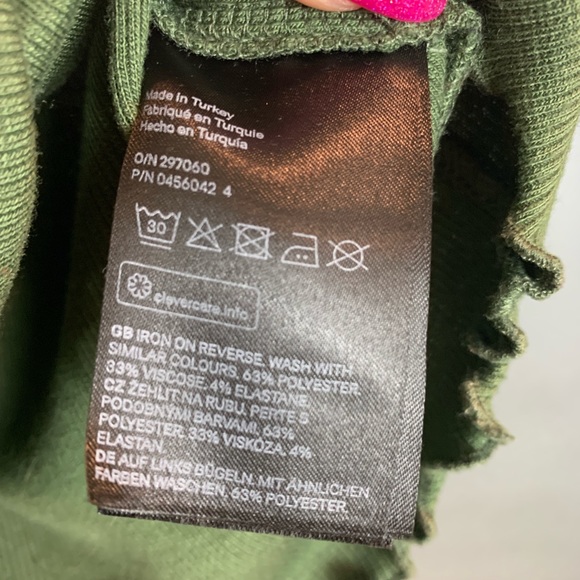 Made in Turkey
Fabriqué en Turquie
Hecho en Turquía
O/N 297060
P/N 0456042 4
30
clevercare.info
GB IRON ON REVERSE. WASH WITH
SIMILAR COLOURS. 63% POLYESTER.
33% VISCOSE. 4% ELASTANE.
CZ ŽEHLIT NA RUBU. PERTE S
PODOBNÝMI BARVAMI. 63%
POLYESTER. 33% VISKÓZA. 4%
ELASTAN.
DE AUF LINKS BÜGELN. MIT ÄHNLICHEN
FARBEN WASCHEN. 63% POLYESTER.